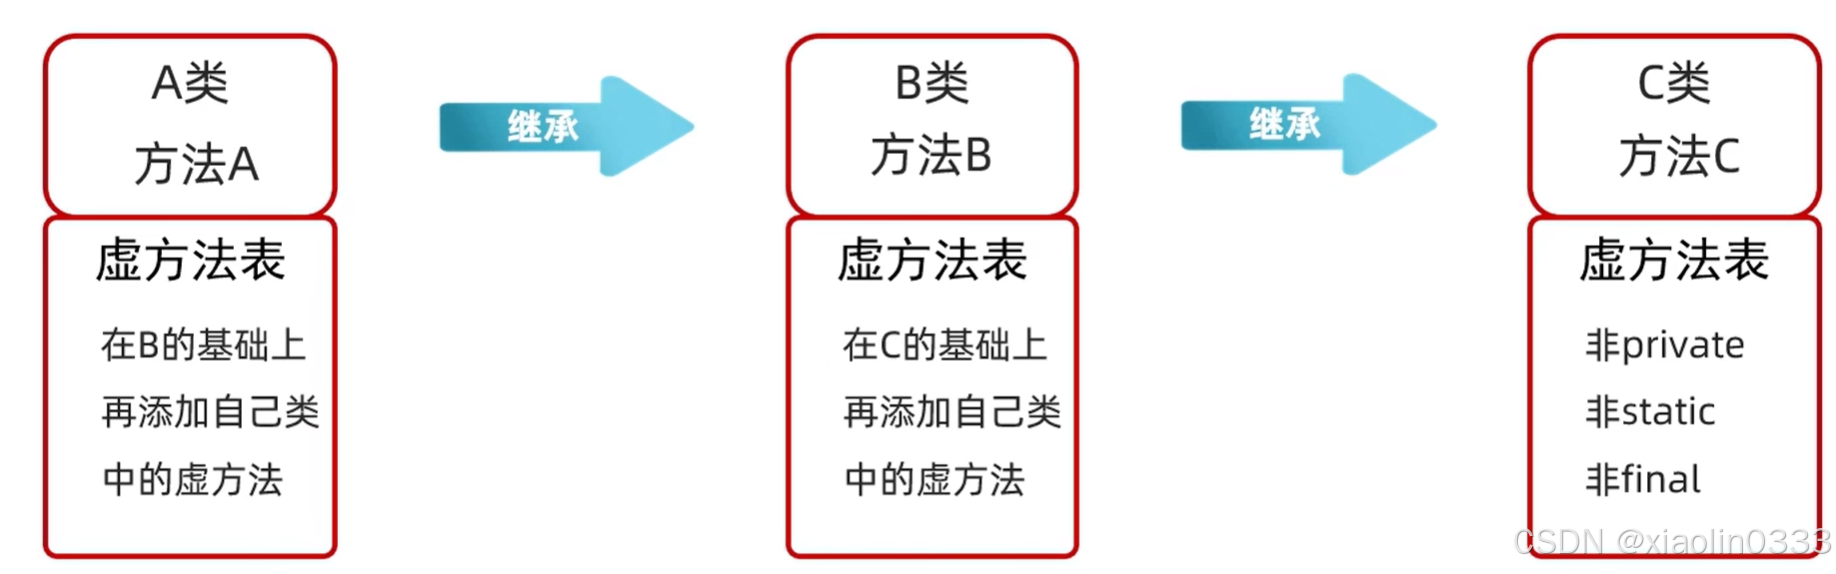 A类
方法A
虚方法表
在B的基础上
再添加自己类
中的虚方法
继承
B类
方法B
虚方法表
在C的基础上
再添加自己类
中的虚方法
继承
C类
方法C
虚方法表
非private
非static
非final
CSDN @xiaolin0333